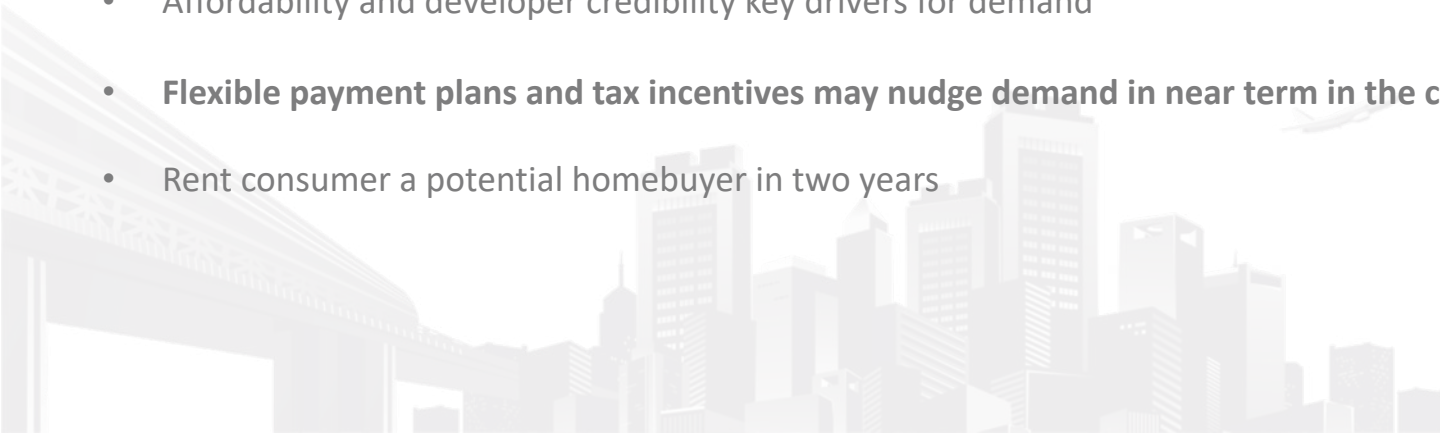 • Affordability and developer credibility key drivers for demand
• Flexible payment plans and tax incentives may nudge demand in near term in the
• Rent consumer a potential homebuyer in two years